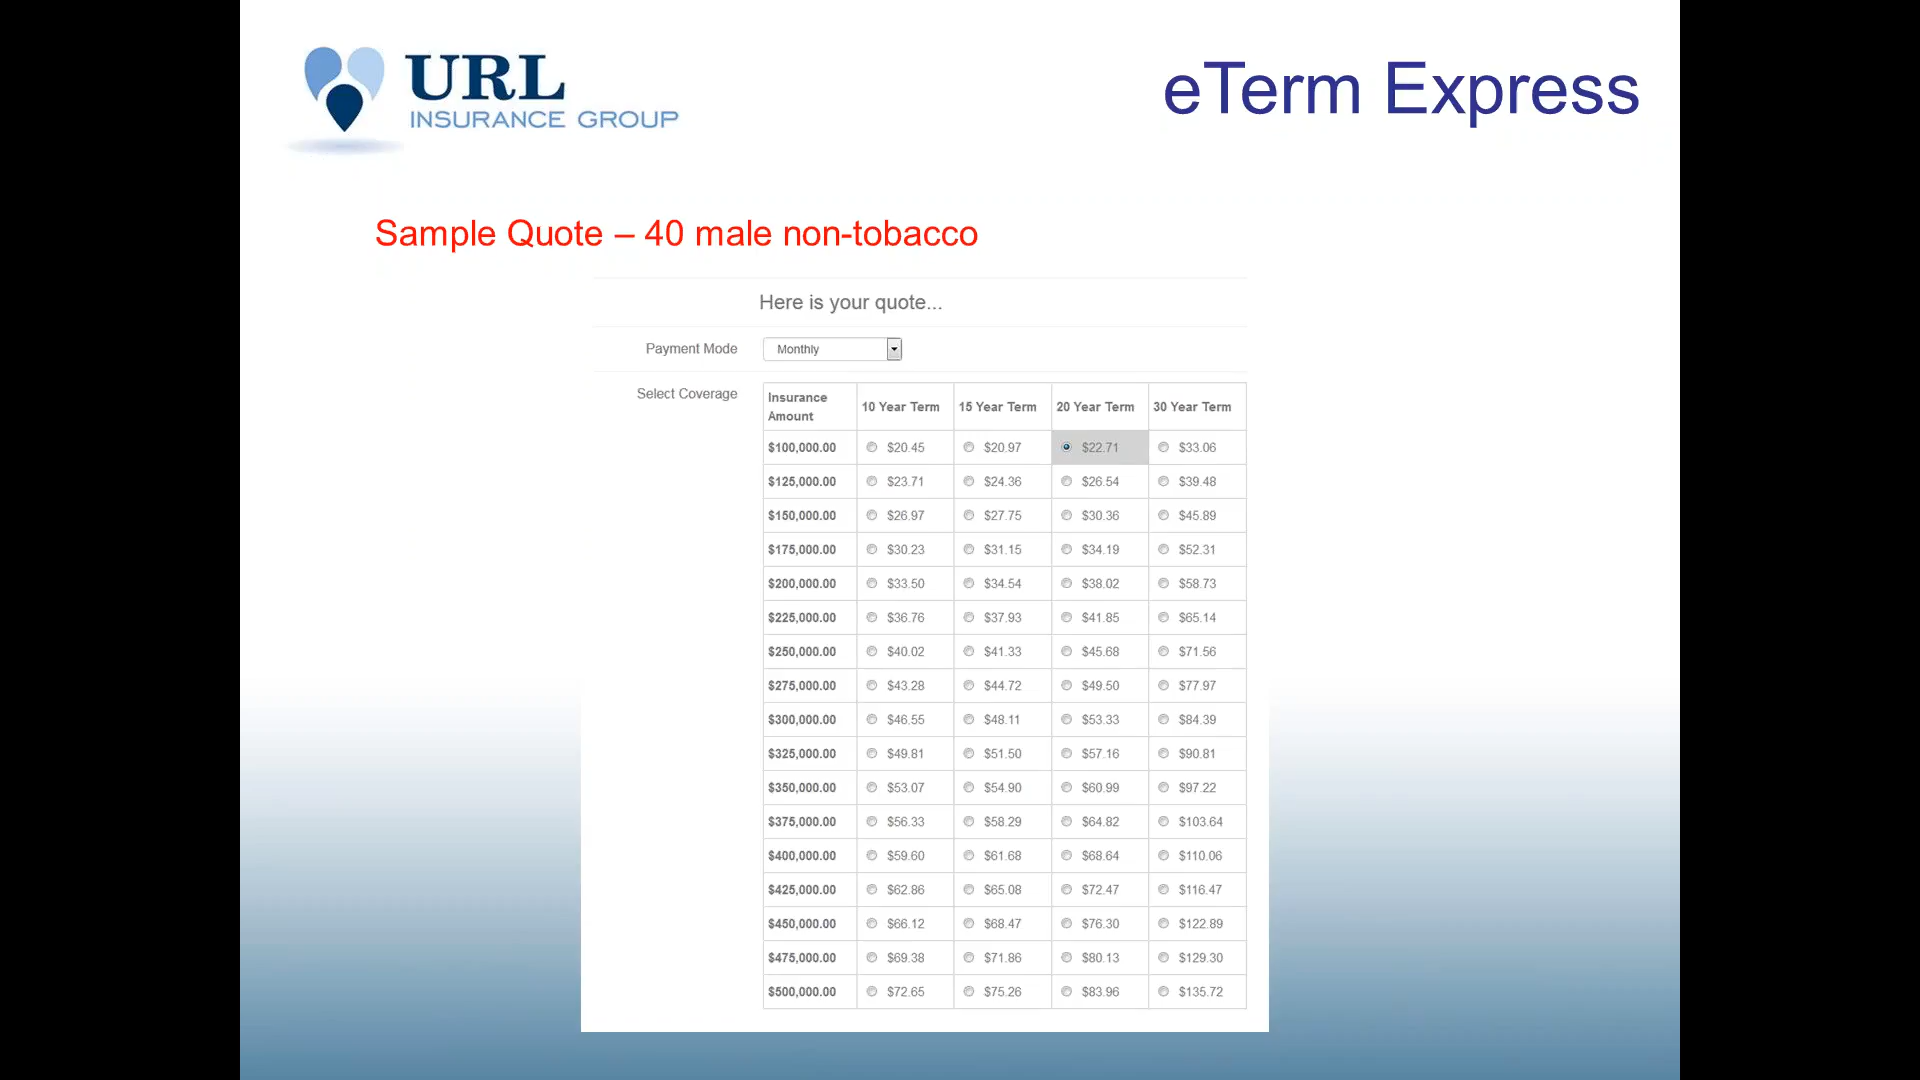 URL
INSURANCE GROUP
eTerm Express
Sample Quote – 40 male non-tobacco
Here is your quote...
Payment Mode Monthly
Select Coverage
Insurance Amount 10 Year Term 15 Year Term 20 Year Term 30 Year Term
$100,000.00 $20.45 $20.97 $22.71 $33.06
$125,000.00 $23.71 $24.36 $26.54 $39.48
$150,000.00 $26.97 $27.75 $30.36 $45.89
$175,000.00 $30.23 $31.15 $34.19 $52.31
$200,000.00 $33.50 $34.54 $38.02 $58.73
$225,000.00 $36.76 $37.93 $41.85 $65.14
$250,000.00 $40.02 $41.33 $45.68 $71.56
$275,000.00 $43.28 $44.72 $49.50 $77.97
$300,000.00 $46.55 $48.11 $53.33 $84.39
$325,000.00 $49.81 $51.50 $57.16 $90.81
$350,000.00 $53.07 $54.90 $60.99 $97.22
$375,000.00 $56.33 $58.29 $64.82 $103.64
$400,000.00 $59.60 $61.68 $68.64 $110.06
$425,000.00 $62.86 $65.08 $72.47 $116.47
$450,000.00 $66.12 $68.47 $76.30 $122.89
$475,000.00 $69.38 $71.86 $80.13 $129.30
$500,000.00 $72.65 $75.26 $83.96 $135.72